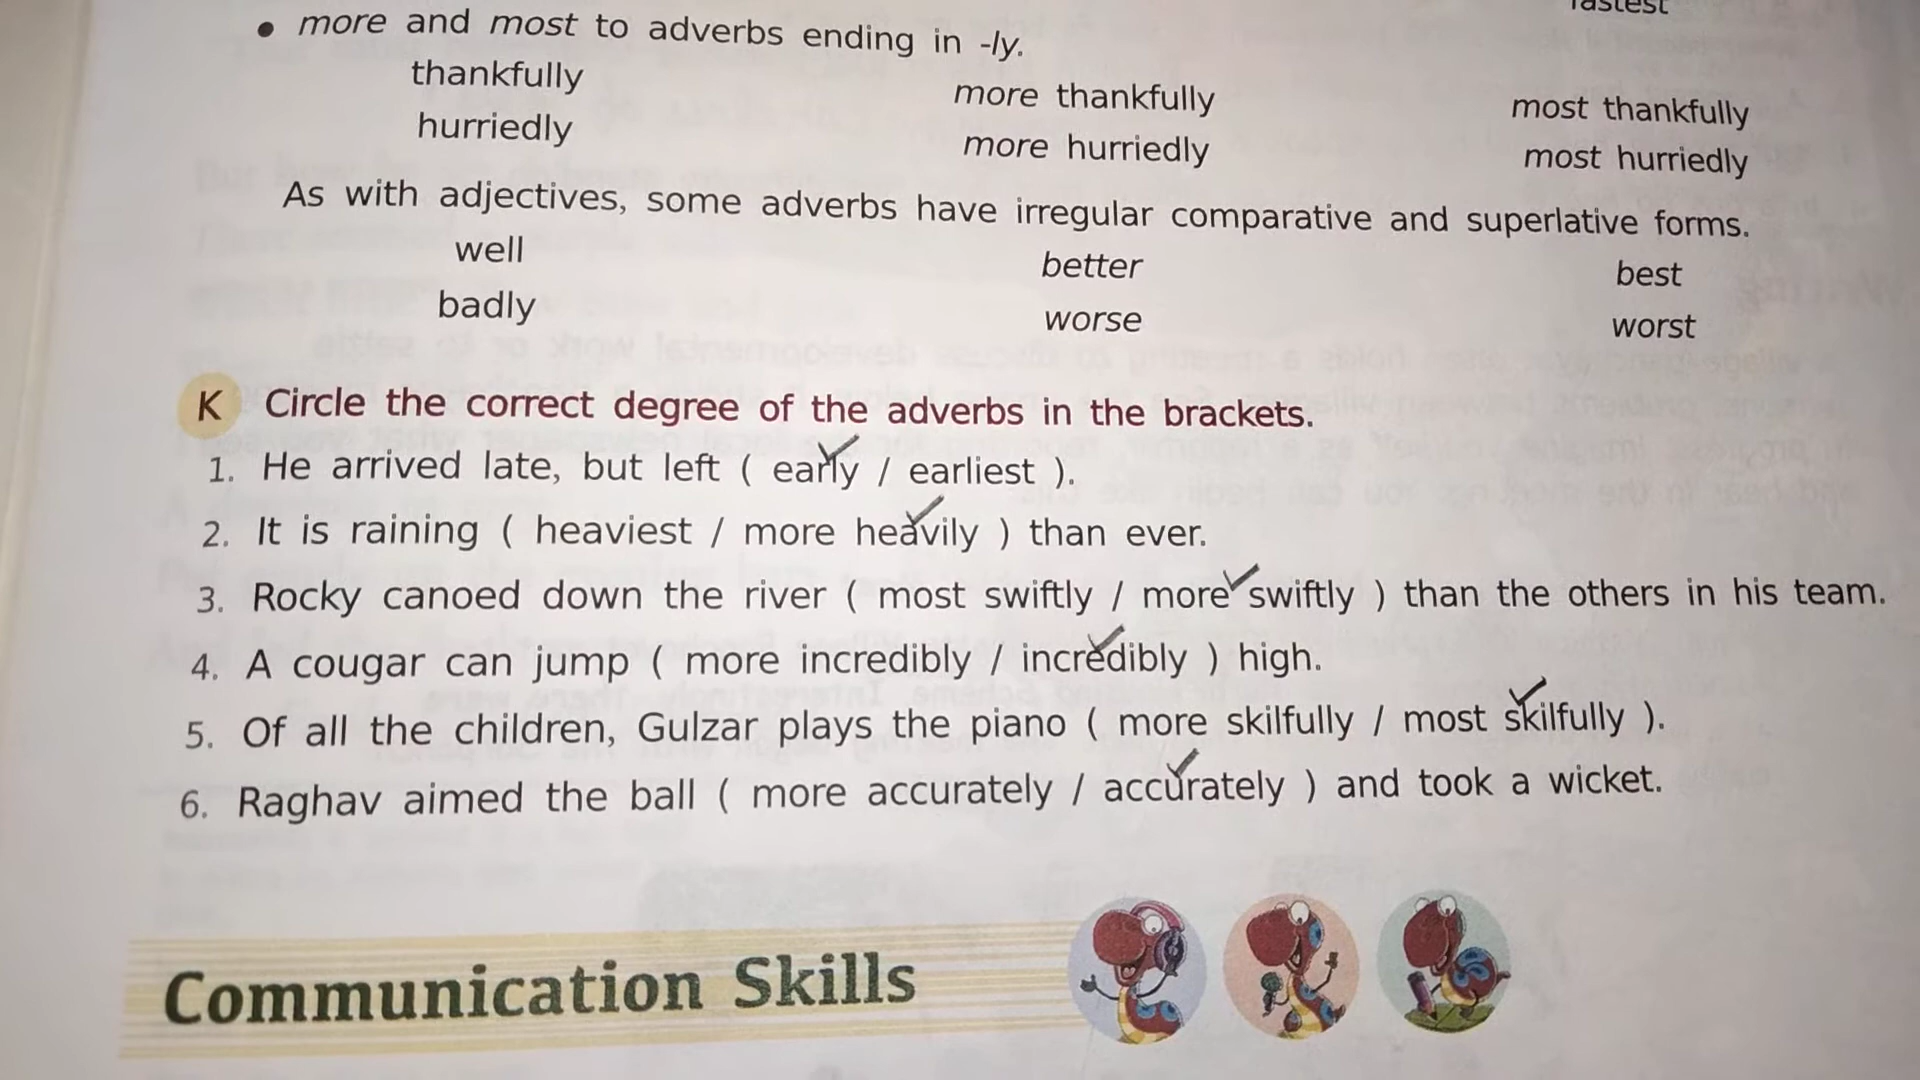 fastest
• more and most to adverbs ending in -ly.
thankfully more thankfully most thankfully
hurriedly more hurriedly most hurriedly
As with adjectives, some adverbs have irregular comparative and superlative forms.
well better best
badly worse worst
K Circle the correct degree of the adverbs in the brackets.
1. He arrived late, but left ( early / earliest ).
2. It is raining ( heaviest / more heavily ) than ever.
3. Rocky canoed down the river ( most swiftly / more swiftly ) than the others in his team.
4. A cougar can jump ( more incredibly / incredibly ) high.
5. Of all the children, Gulzar plays the piano ( more skilfully / most skilfully ).
6. Raghav aimed the ball ( more accurately / accurately ) and took a wicket.
Communication Skills